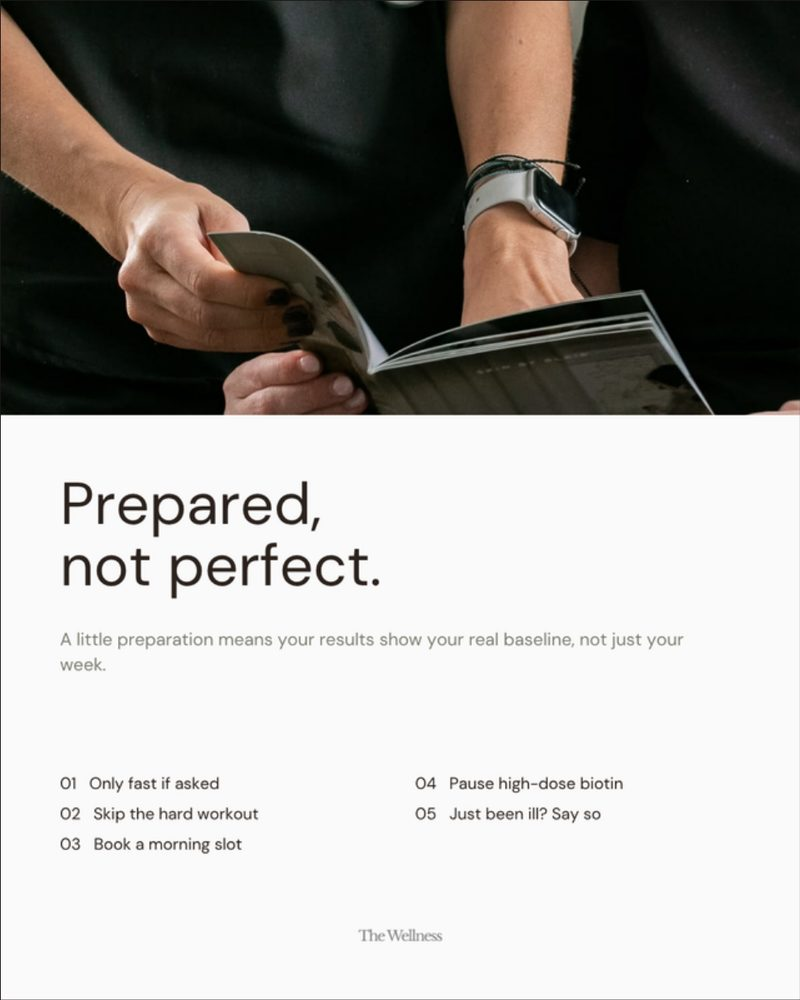 Prepared,
not perfect.
A little preparation means your results show your real baseline, not just your
week.
01 Only fast if asked
02 Skip the hard workout
03 Book a morning slot
04 Pause high-dose biotin
05 Just been ill? Say so
The Wellness